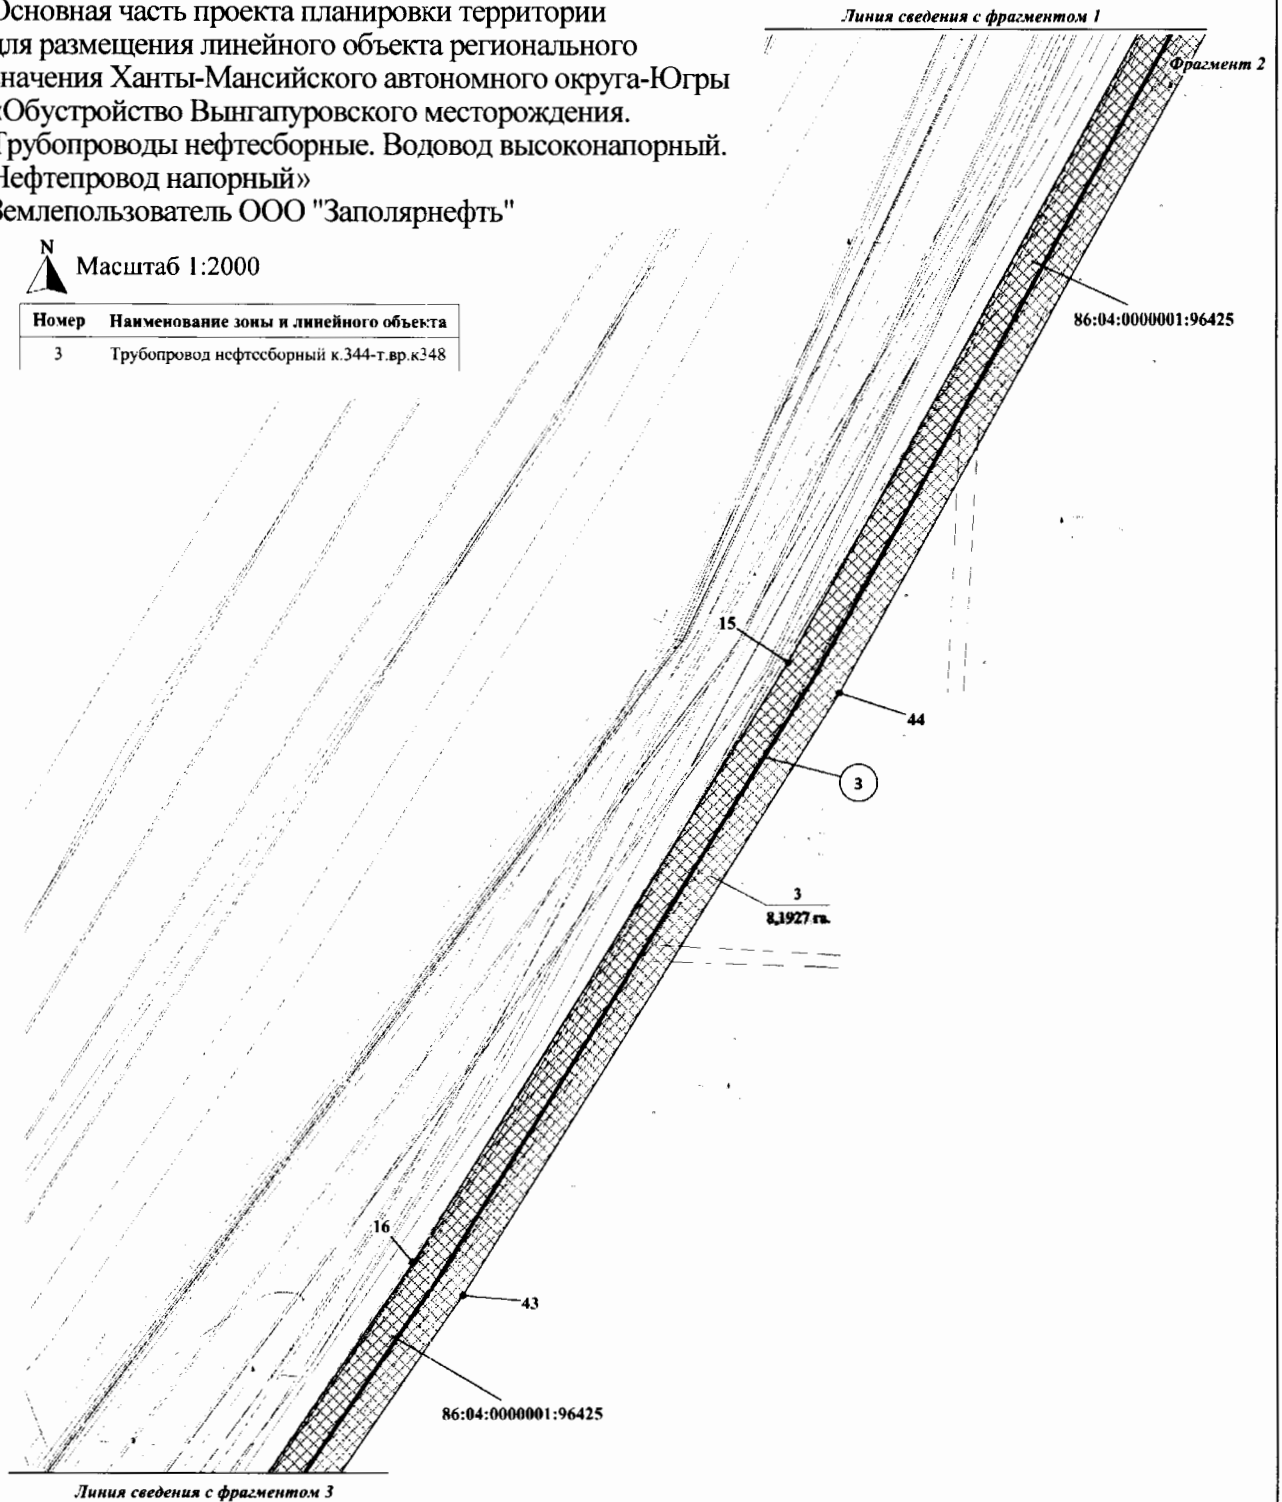 Основная часть проекта планировки территории
для размещения линейного объекта регионального
значения Ханты-Мансийского автономного округа-Югры
«Обустройство Вынгапуровского месторождения.
Трубопроводы нефтесборные. Водовод высоконапорный.
Нефтепровод напорный»
Землепользователь ООО "Заполярнефть"
Линия сведения с фрагментом 1
Фрагмент 2
N
Масштаб 1:2000
Номер Наименование зоны и линейного объекта
3 Трубопровод нефтесборный к.344-т.вр.к348
86:04:0000001:96425
15
44
3
3
8,1927 га.
16
43
86:04:0000001:96425
Линия сведения с фрагментом 3